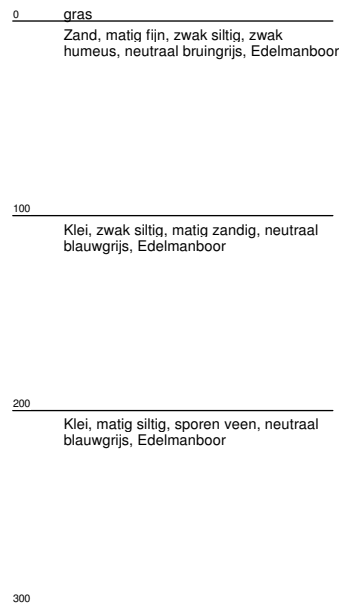 0 gras
Zand, matig fijn, zwak siltig, zwak
humeus, neutraal bruingrijs, Edelmanboor
100
Klei, zwak siltig, matig zandig, neutraal
blauwgrijs, Edelmanboor
200
Klei, matig siltig, sporen veen, neutraal
blauwgrijs, Edelmanboor
300